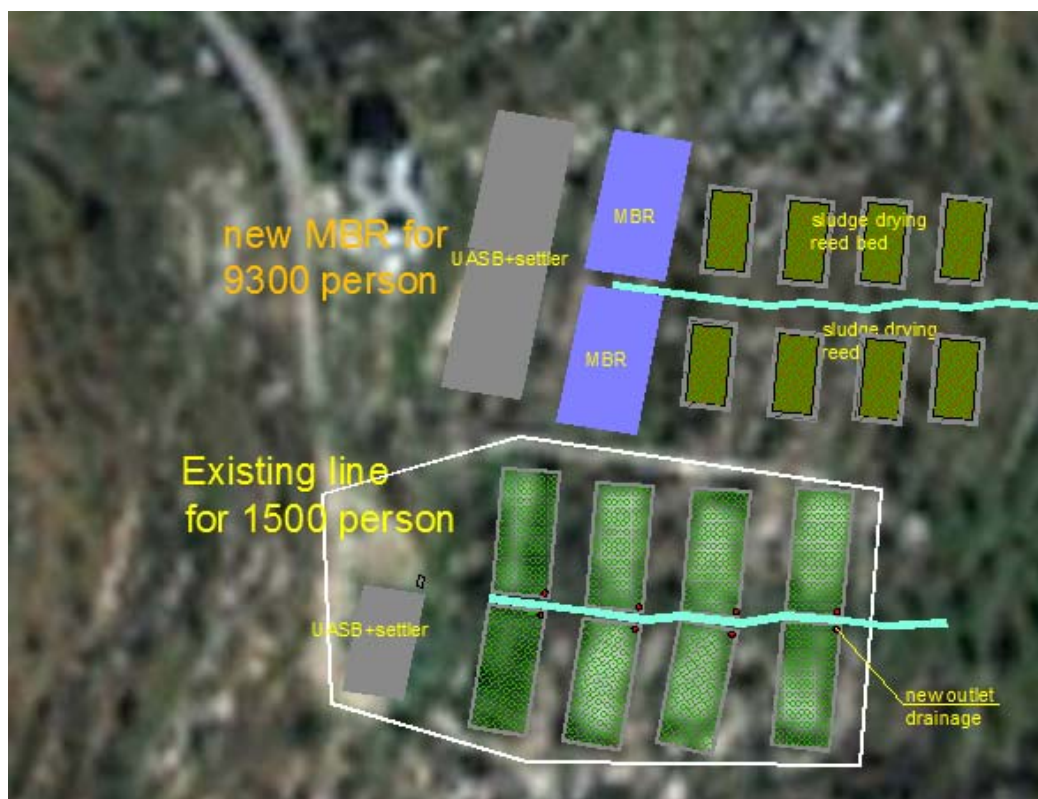 MBR
sludge drying
reed bed
new MBR for
9300 person
UASB+settler
sludge drying
reed
MBR
Existing line
for 1500 person
UASB+settler
new outlet
drainage